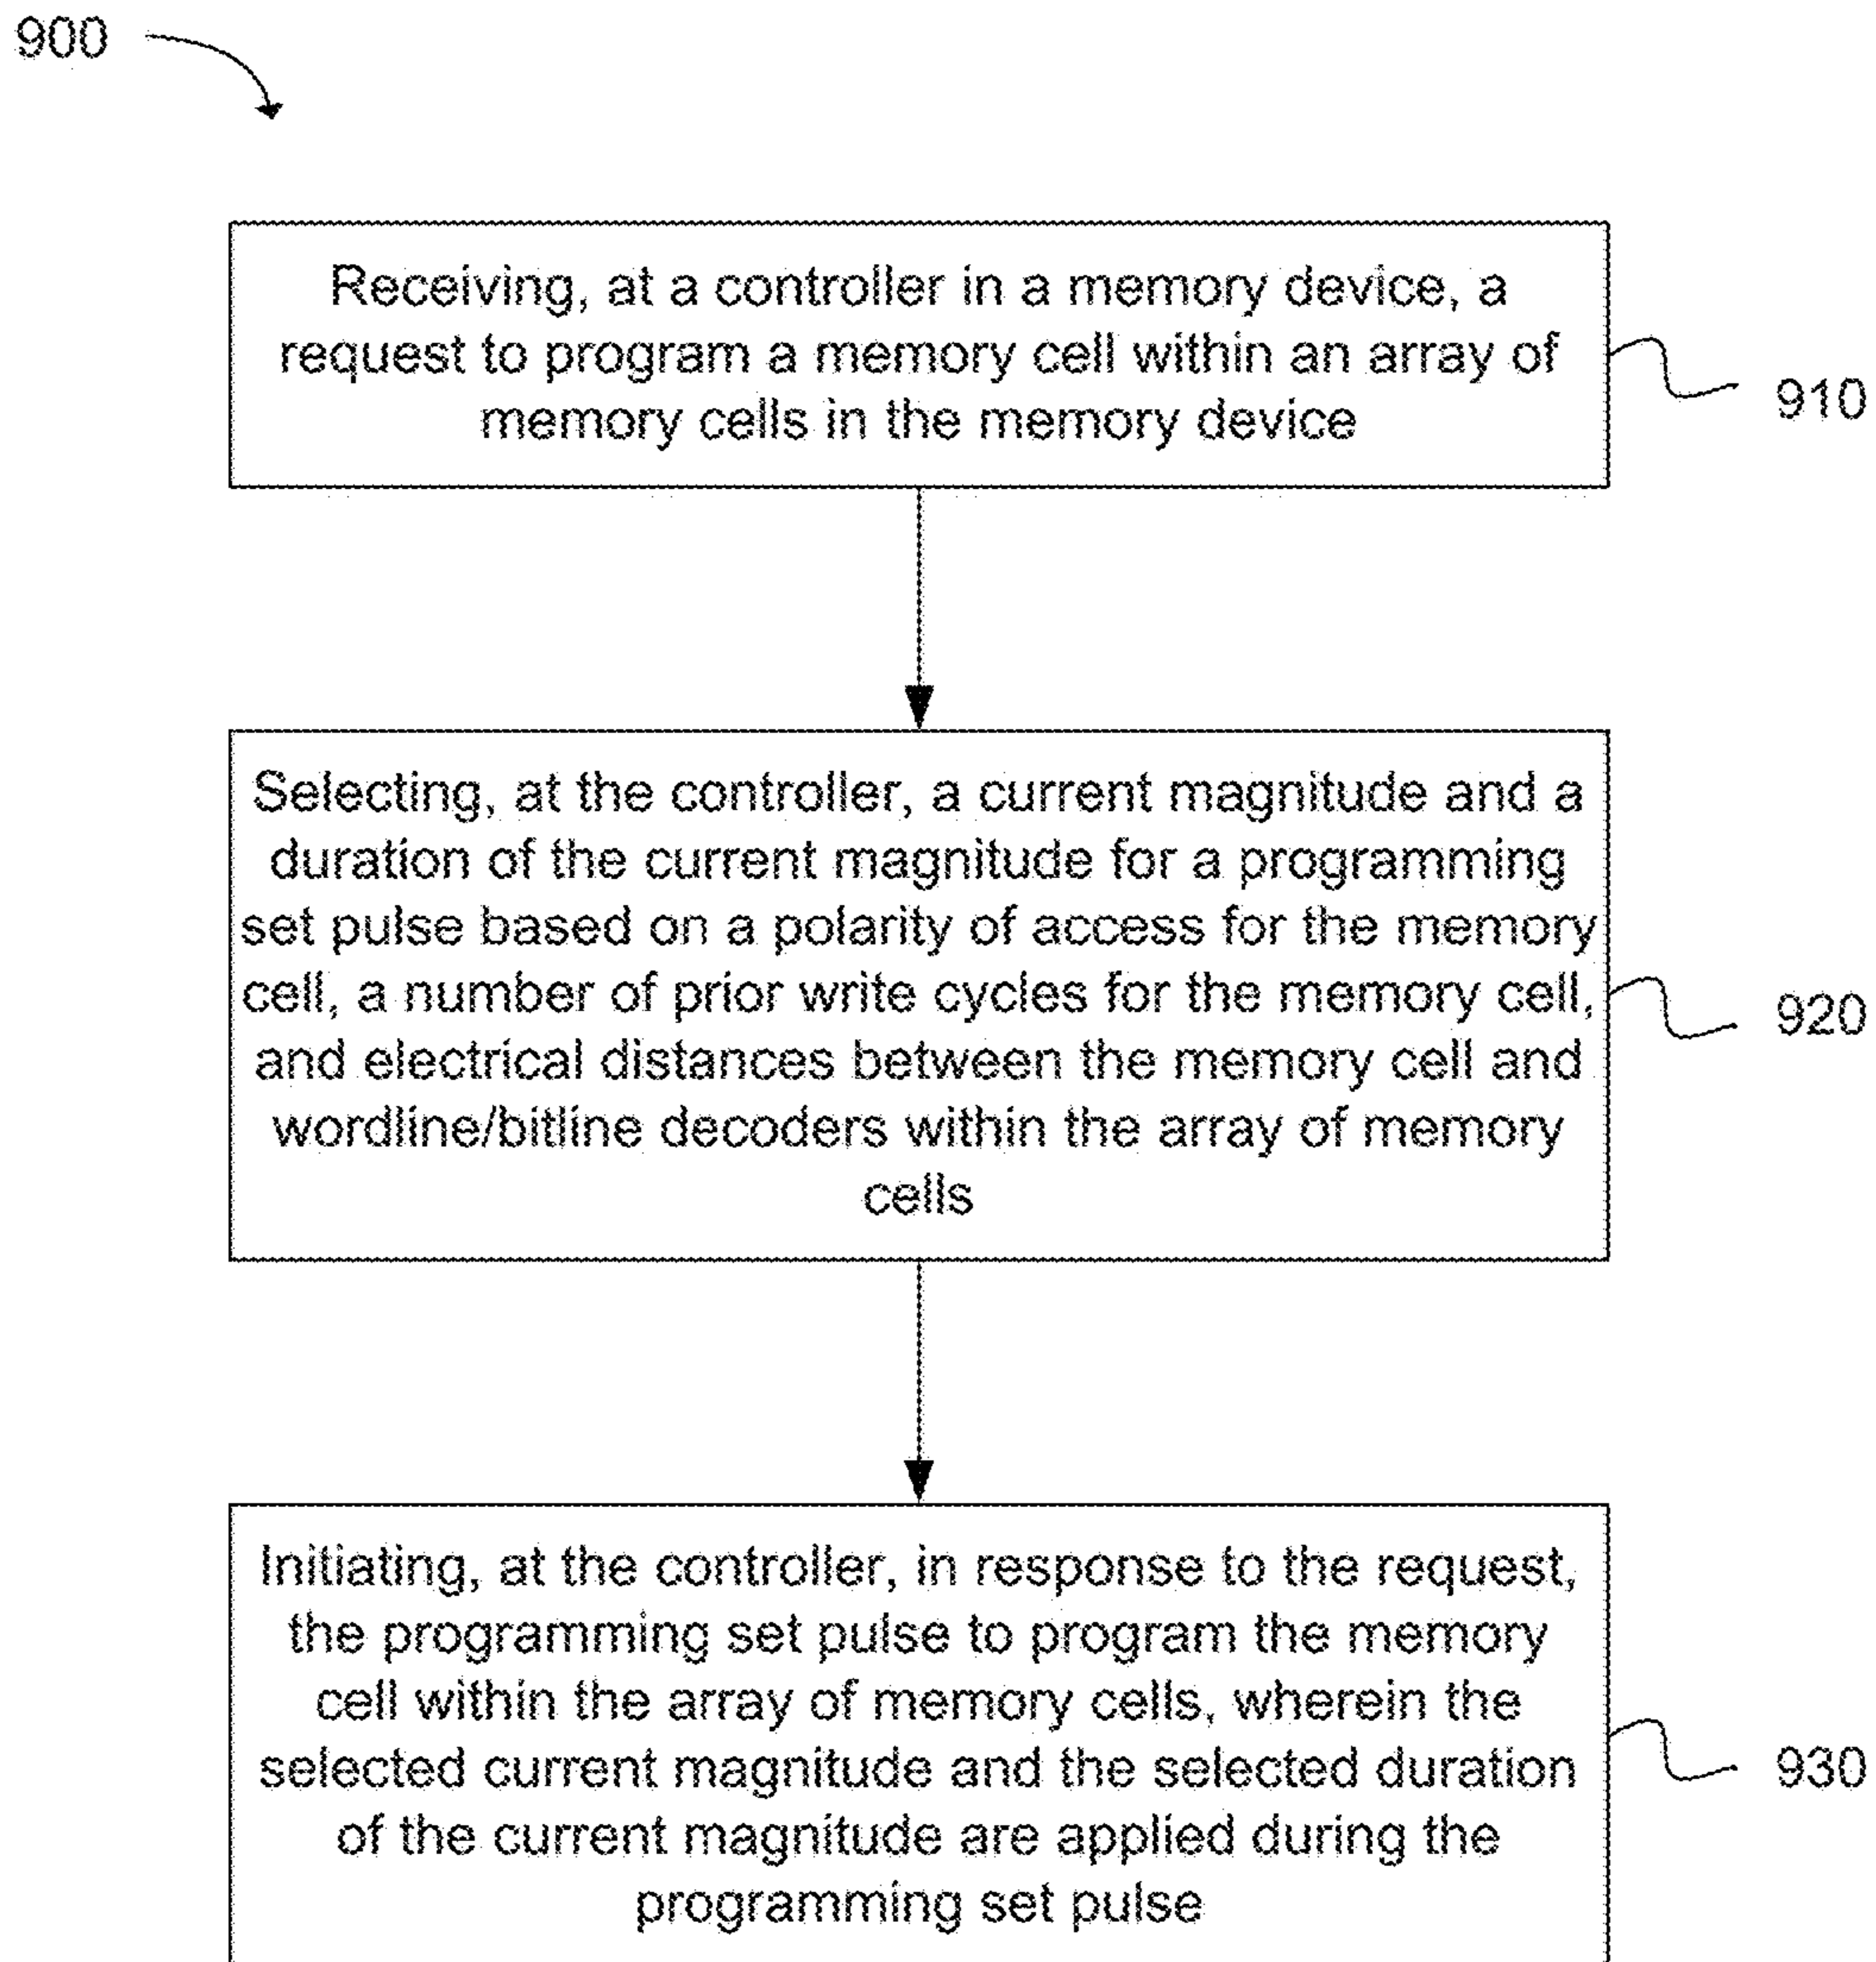 900
Receiving, at a controller in a memory device, a
request to program a memory cell within an array of
memory cells in the memory device
910
Selecting, at the controller, a current magnitude and a
duration of the current magnitude for a programming
set pulse based on a polarity of access for the memory
cell, a number of prior write cycles for the memory cell,
and electrical distances between the memory cell and
wordline/bitline decoders within the array of memory
cells
920
Initiating, at the controller, in response to the request,
the programming set pulse to program the memory
cell within the array of memory cells, wherein the
selected current magnitude and the selected duration
of the current magnitude are applied during the
programming set pulse
930